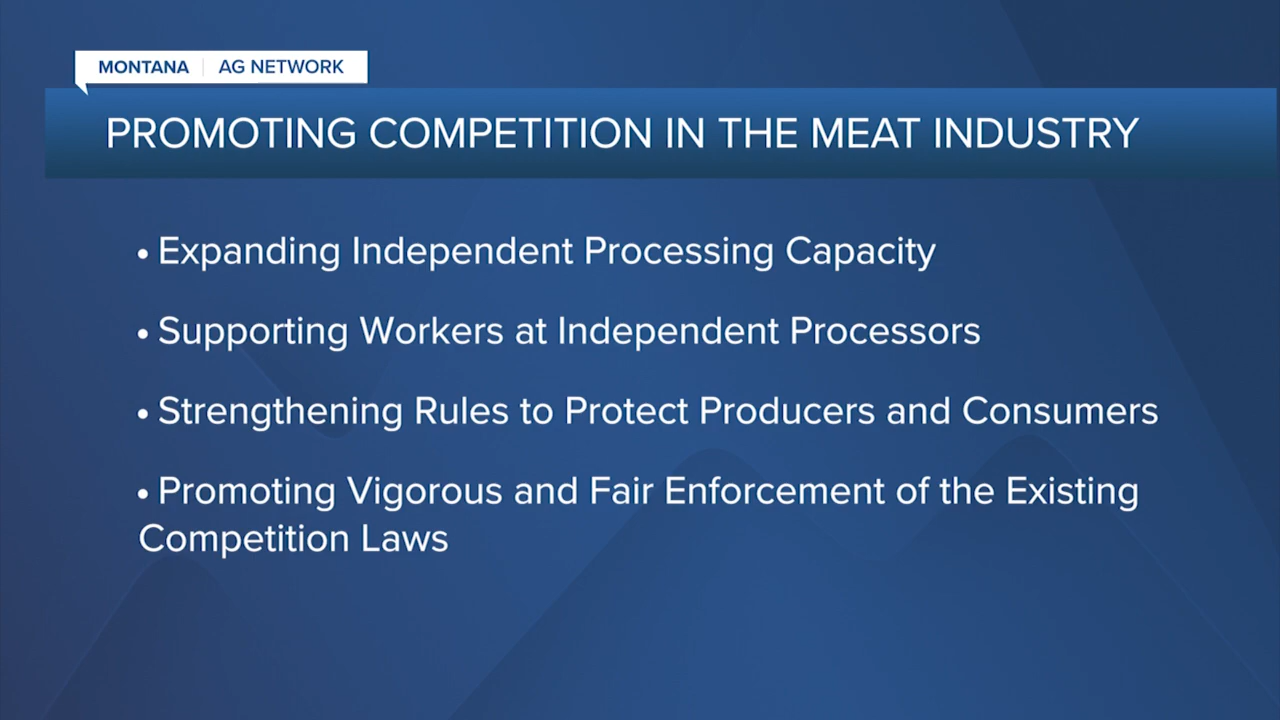 MONTANA | AG NETWORK
PROMOTING COMPETITION IN THE MEAT INDUSTRY
• Expanding Independent Processing Capacity
• Supporting Workers at Independent Processors
• Strengthening Rules to Protect Producers and Consumers
• Promoting Vigorous and Fair Enforcement of the Existing
Competition Laws